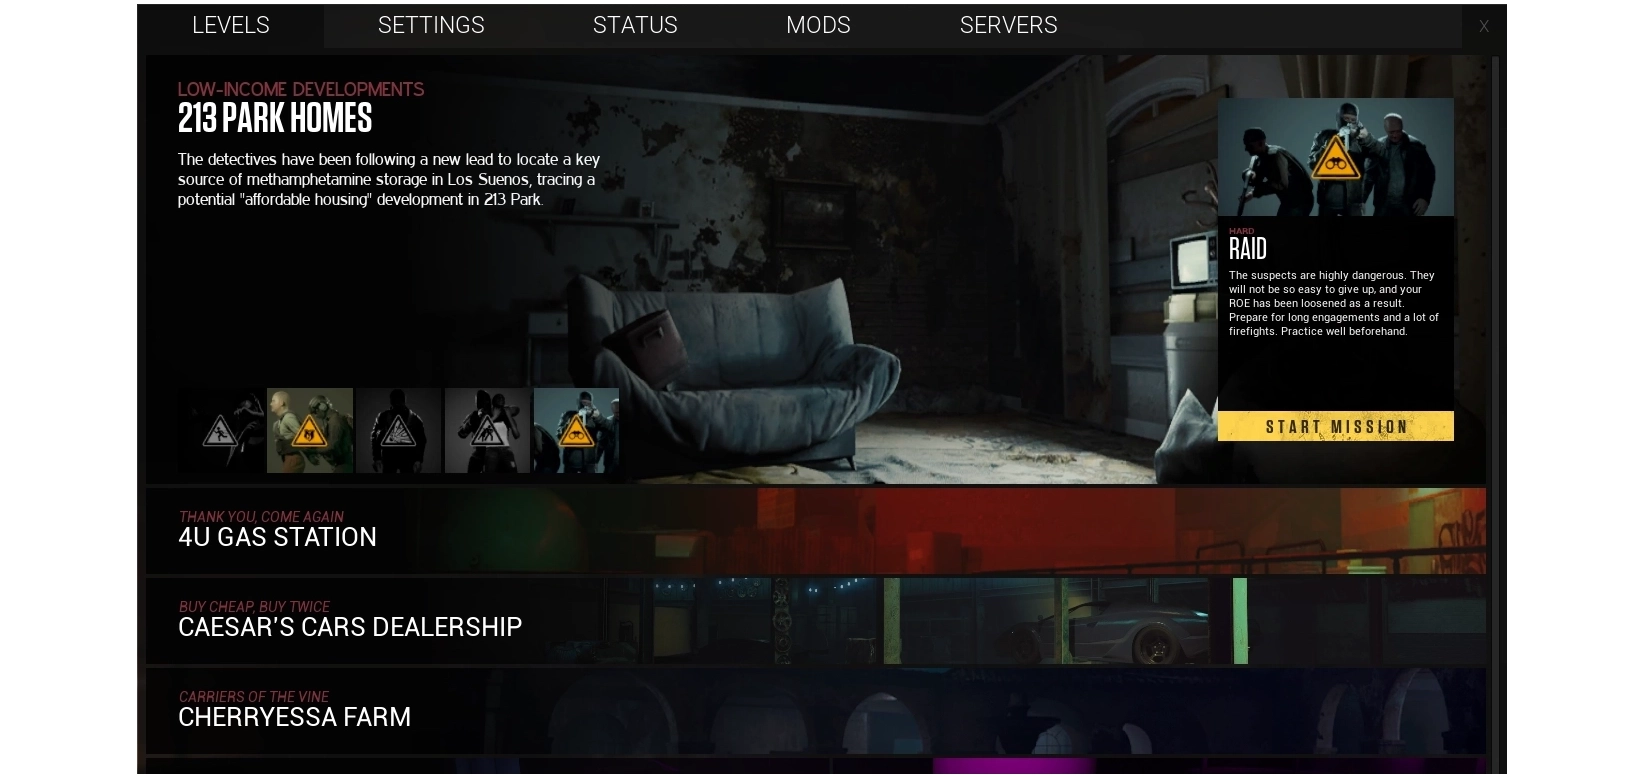 LEVELS SETTINGS STATUS MODS SERVERS X
LOW-INCOME DEVELOPMENTS
213 PARK HOMES
The detectives have been following a new lead to locate a key
source of methamphetamine storage in Los Suenos, tracing a
potential "affordable housing" development in 213 Park.
HARD
RAID
The suspects are highly dangerous. They
will not be so easy to give up, and your
ROE has been loosened as a result.
Prepare for long engagements and a lot of
firefights. Practice well beforehand.
START MISSION
THANK YOU, COME AGAIN
4U GAS STATION
BUY CHEAP, BUY TWICE
CAESAR'S CARS DEALERSHIP
CARRIERS OF THE VINE
CHERRYESSA FARM